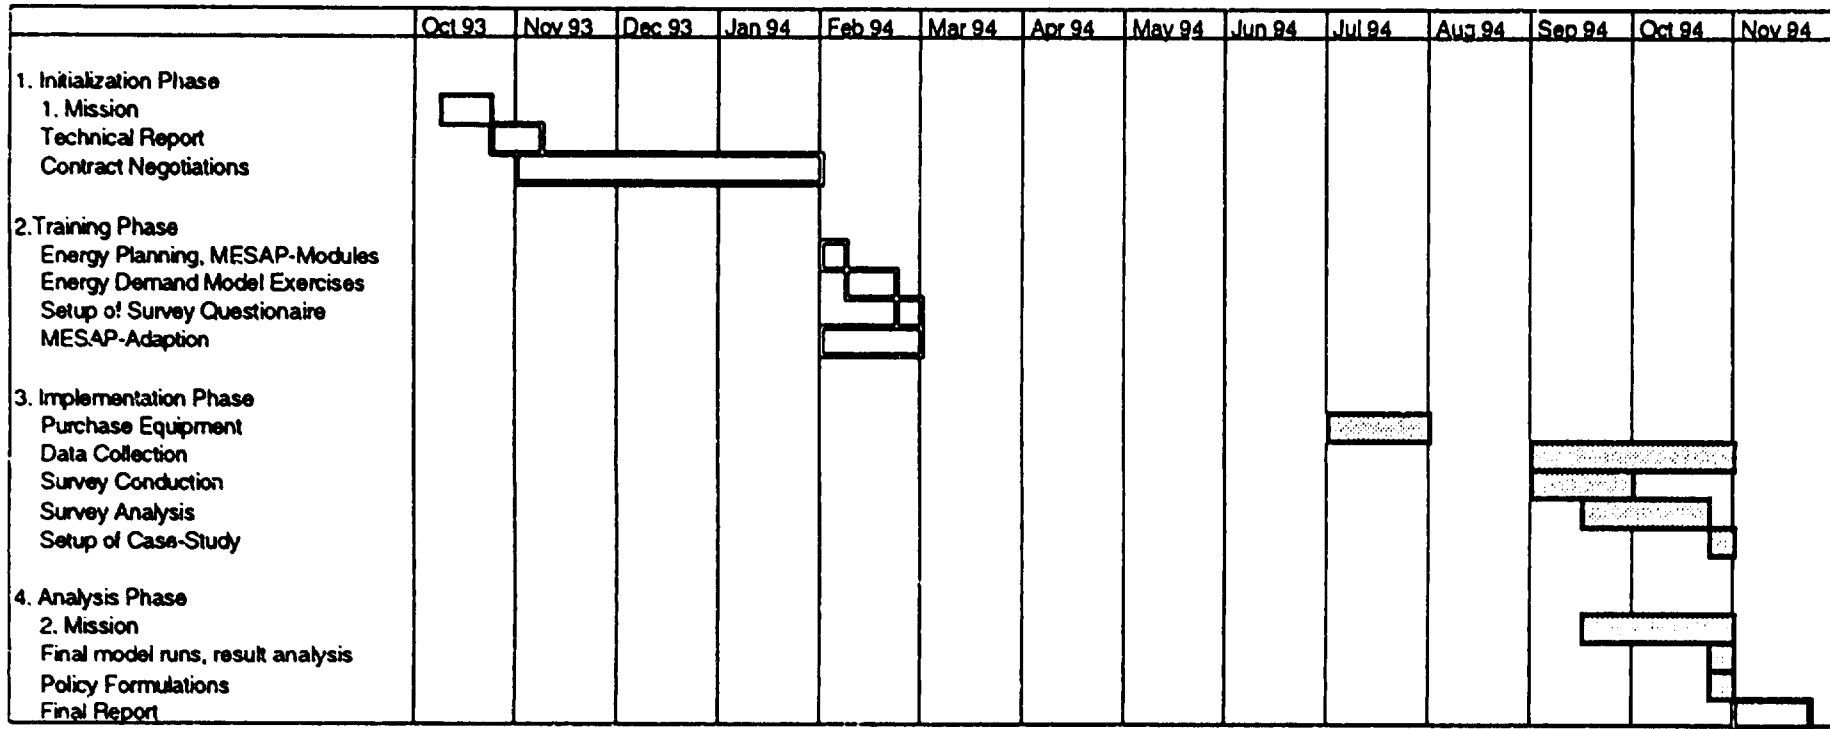 Oct 93 Nov 93 Dec 93 Jan 94 Feb 94 Mar 94 Apr 94 May 94 Jun 94 Jul 94 Aug 94 Sep 94 Oct 94 Nov 94
1. Initialization Phase
1. Mission
Technical Report
Contract Negotiations
2.Training Phase
Energy Planning, MESAP-Modules
Energy Demand Model Exercises
Setup of Survey Questionaire
MESAP-Adaption
3. Implementation Phase
Purchase Equipment
Data Collection
Survey Conduction
Survey Analysis
Setup of Case-Study
4. Analysis Phase
2. Mission
Final model runs, result analysis
Policy Formulations
Final Report